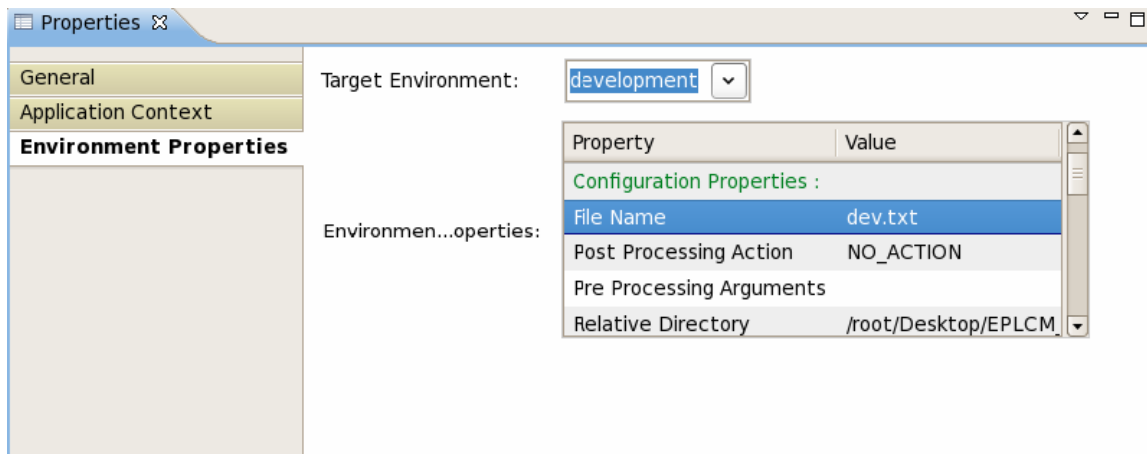 Properties
General
Application Context
Environment Properties
Target Environment:
development
Environmen...operties:
Property Value
Configuration Properties :
File Name dev.txt
Post Processing Action NO_ACTION
Pre Processing Arguments
Relative Directory /root/Desktop/EPLCM_